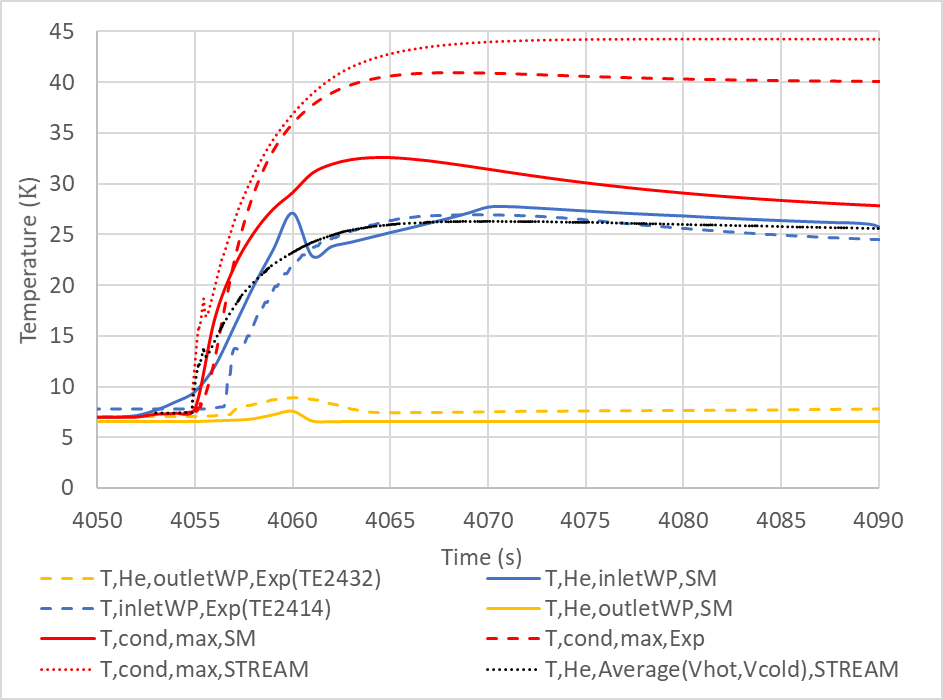 45
40
35
30
25
20
15
10
5
0
Temperature (K)
4050 4055 4060 4065 4070 4075 4080 4085 4090
Time (s)
T,He,outletWP,Exp(TE2432) T,He,inletWP,SM
T,inletWP,Exp(TE2414) T,He,outletWP,SM
T,cond,max,SM T,cond,max,Exp
T,cond,max,STREAM T,He,Average(Vhot,Vcold),STREAM